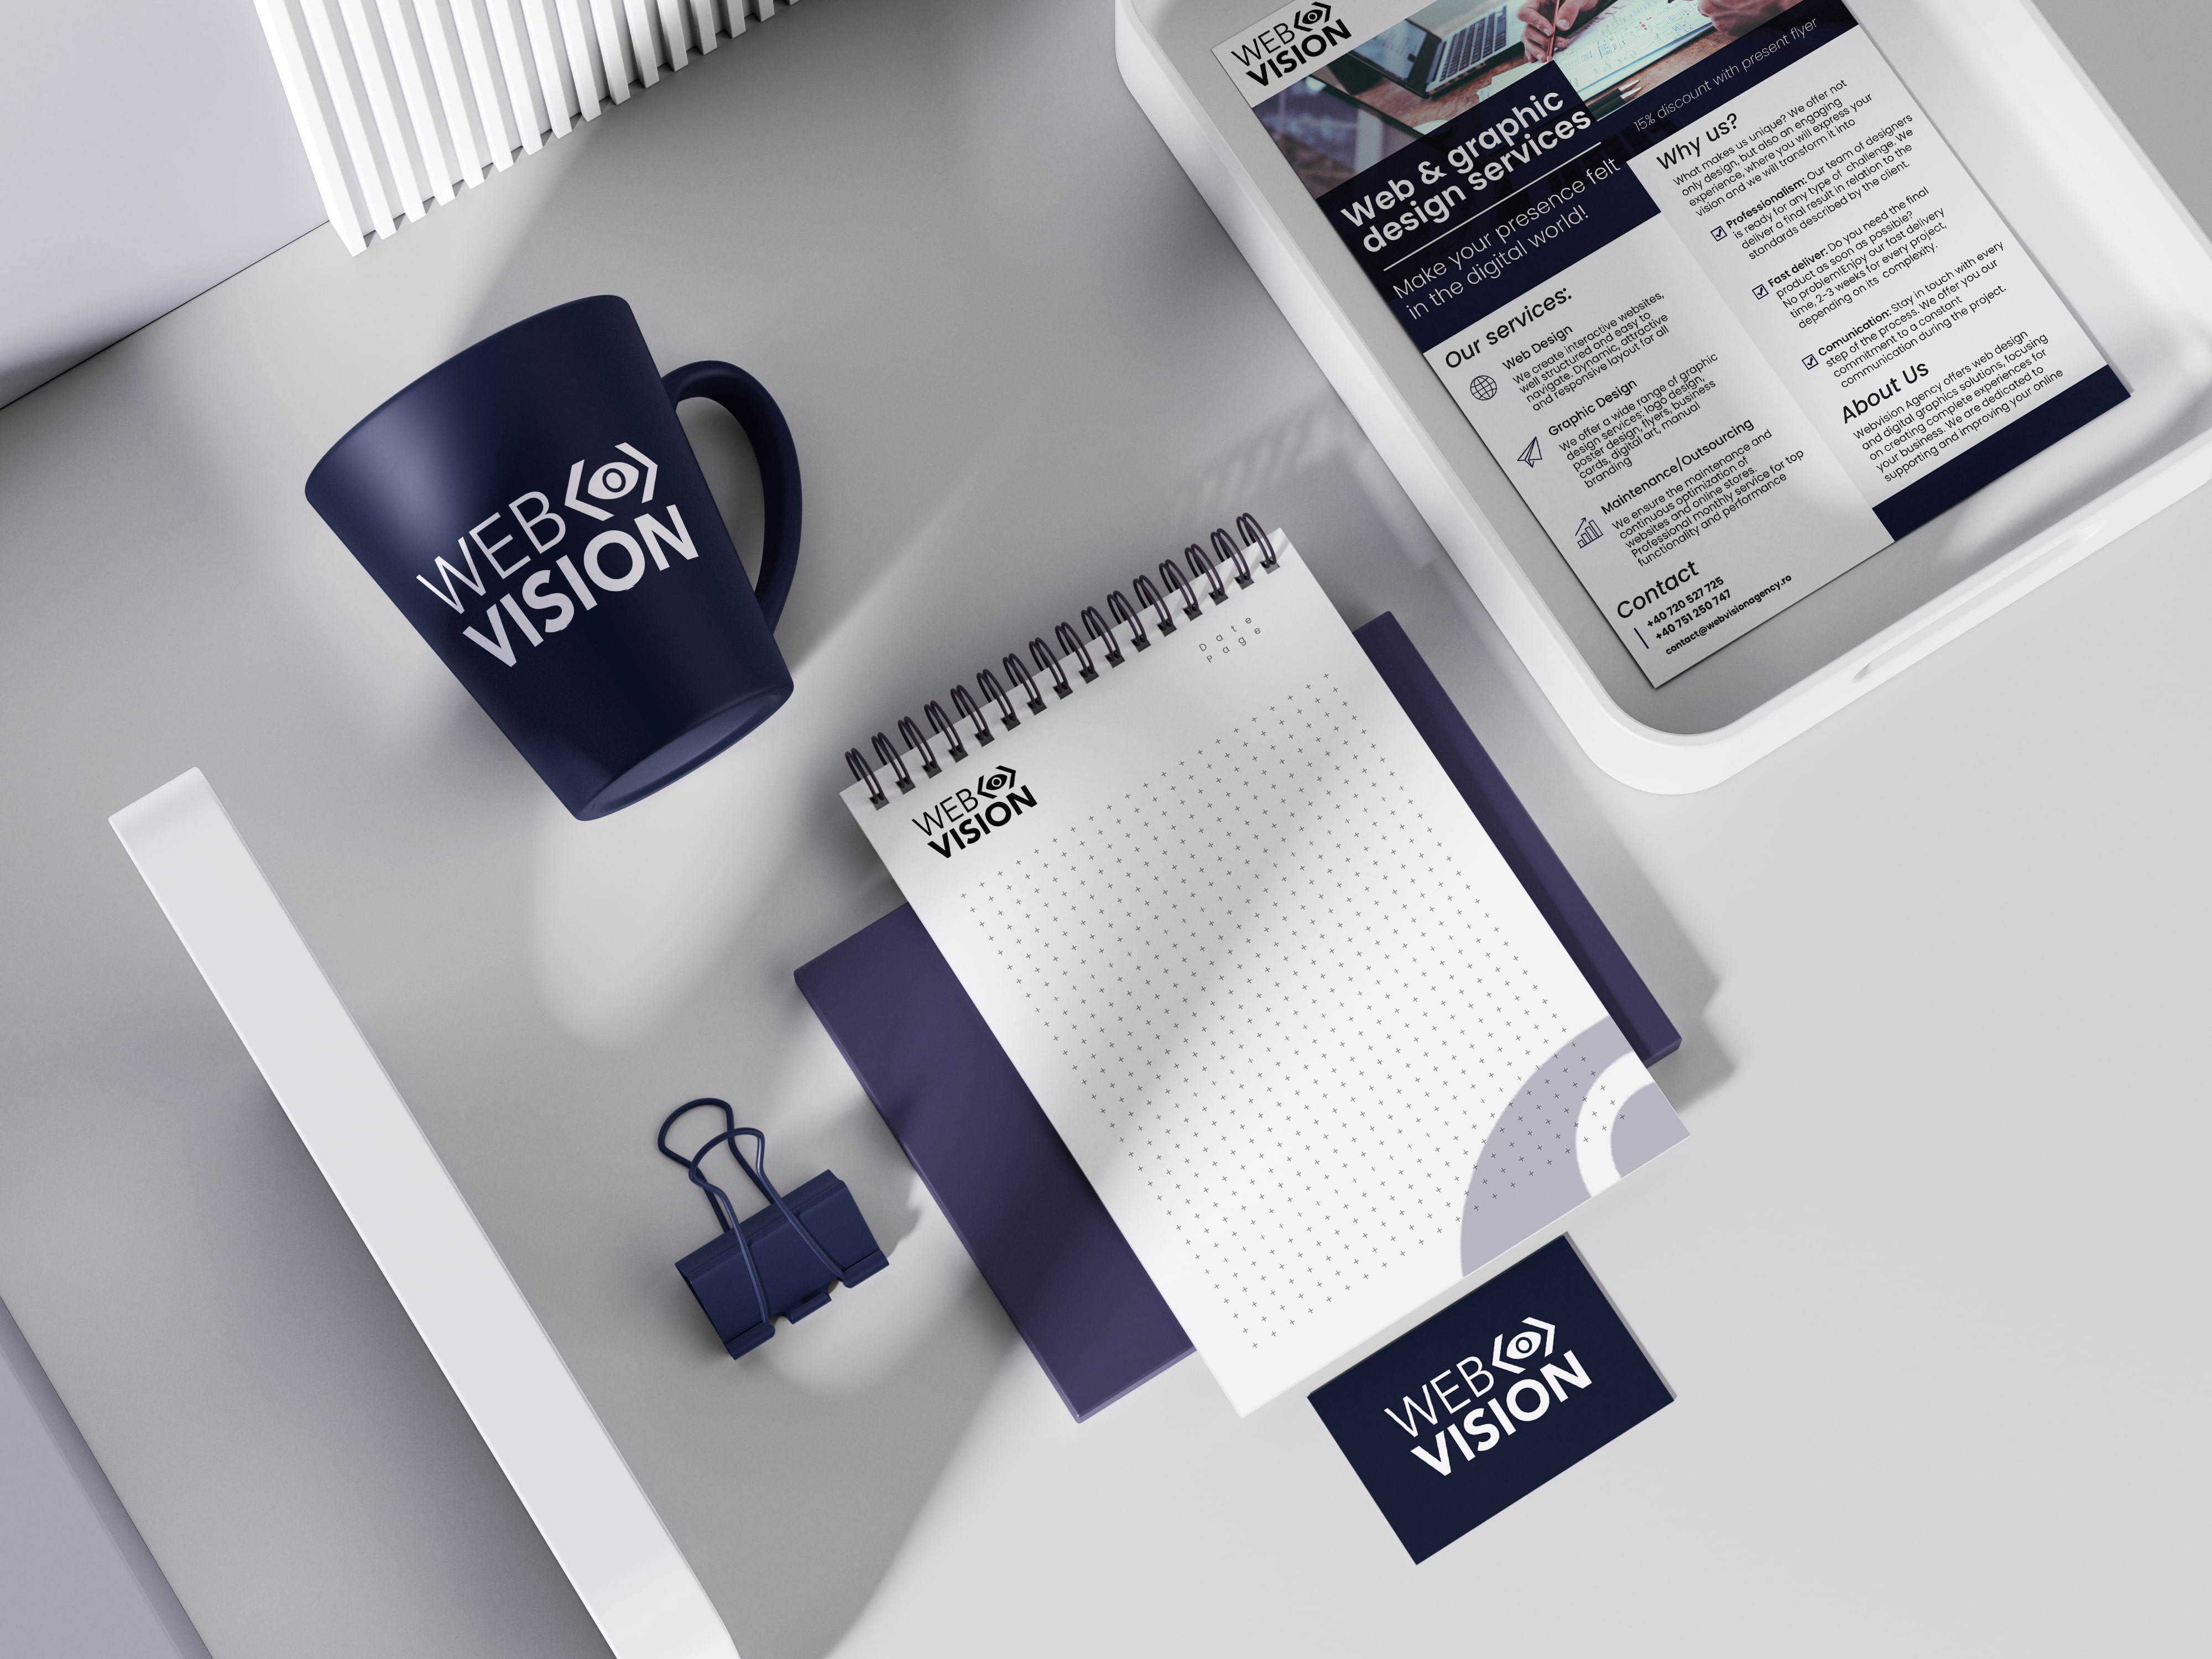 WEB
VISION
WEB
VISION
Date
Page
WEB
VISION
WEB
VISION
15% discount with present flyer
Web & graphic
design services
Make your presence felt
in the digital world!
Our services:
Web Design
We create interactive websites,
well structured and easy to
navigate. Dynamic, attractive
and responsive layout for all
Graphic Design
We offer a wide range of graphic
design services: logo design,
poster design, flyers, business
cards, digital art, manual
branding
Maintenance/Outsourcing
We ensure the maintenance and
continuous optimization of
websites and online stores.
Professional monthly service for top
functionality and performance
Contact
+40 720 527 725
+40 751 250 747
contact@webvisionagency.ro
Why us?
What makes us unique? We offer not
only design, but also an engaging
experience, where you will express your
vision and we will transform it into
Professionalism: Our team of designers
is ready for any type of challenge. We
deliver a final result in relation to the
standards described by the client.
Fast deliver: Do you need the final
product as soon as possible?
No problem!Enjoy our fast delivery
time, 2-3 weeks for every project,
depending on its complexity.
Comunication: Stay in touch with every
step of the process. We offer you our
commitment to a constant
communication during the project.
About Us
Webvision Agency offers web design
and digital graphics solutions, focusing
on creating complete experiences for
your business. We are dedicated to
supporting and improving your online